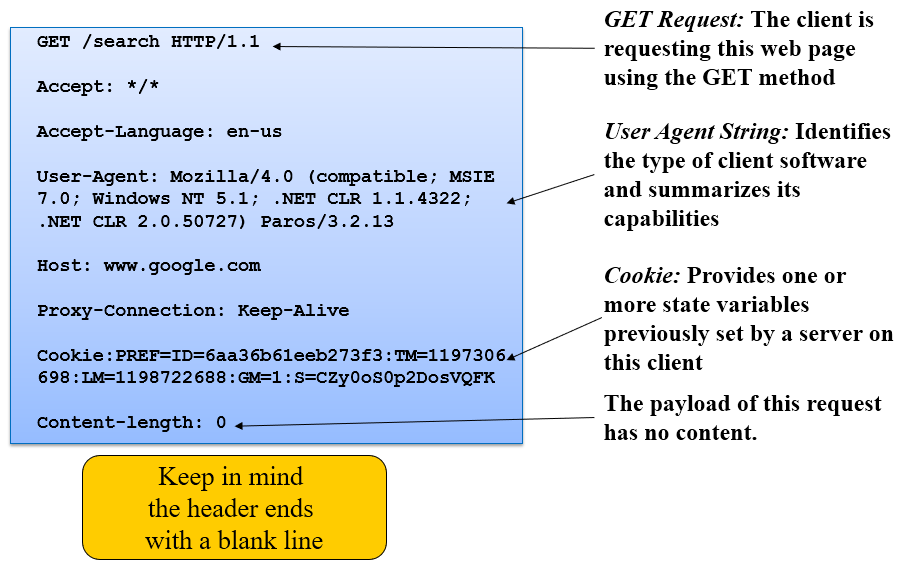 GET /search HTTP/1.1
Accept: */*
Accept-Language: en-us
User-Agent: Mozilla/4.0 (compatible; MSIE
7.0; Windows NT 5.1; .NET CLR 1.1.4322;
.NET CLR 2.0.50727) Paros/3.2.13
Host: www.google.com
Proxy-Connection: Keep-Alive
Cookie:PREF=ID=6aa36b61eeb273f3:TM=1197306
698:LM=1198722688:GM=1:S=CZy0oS0p2DosVQFK
Content-length: 0
GET Request: The client is
requesting this web page
using the GET method
User Agent String: Identifies
the type of client software
and summarizes its
capabilities
Cookie: Provides one or
more state variables
previously set by a server on
this client
The payload of this request
has no content.
Keep in mind
the header ends
with a blank line